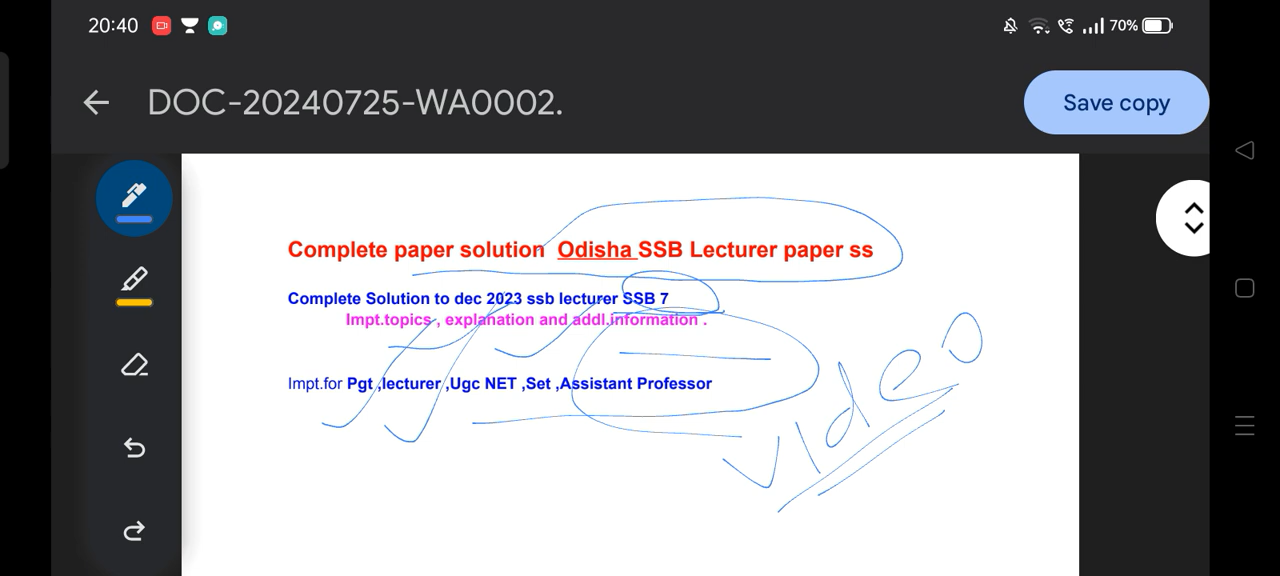 20:40 70%
DOC-20240725-WA0002.
Save copy
Complete paper solution Odisha SSB Lecturer paper ss
Complete Solution to dec 2023 ssb lecturer SSB 7
Impt.topics , explanation and addl.information .
Impt.for Pgt ,lecturer ,Ugc NET ,Set ,Assistant Professor
video